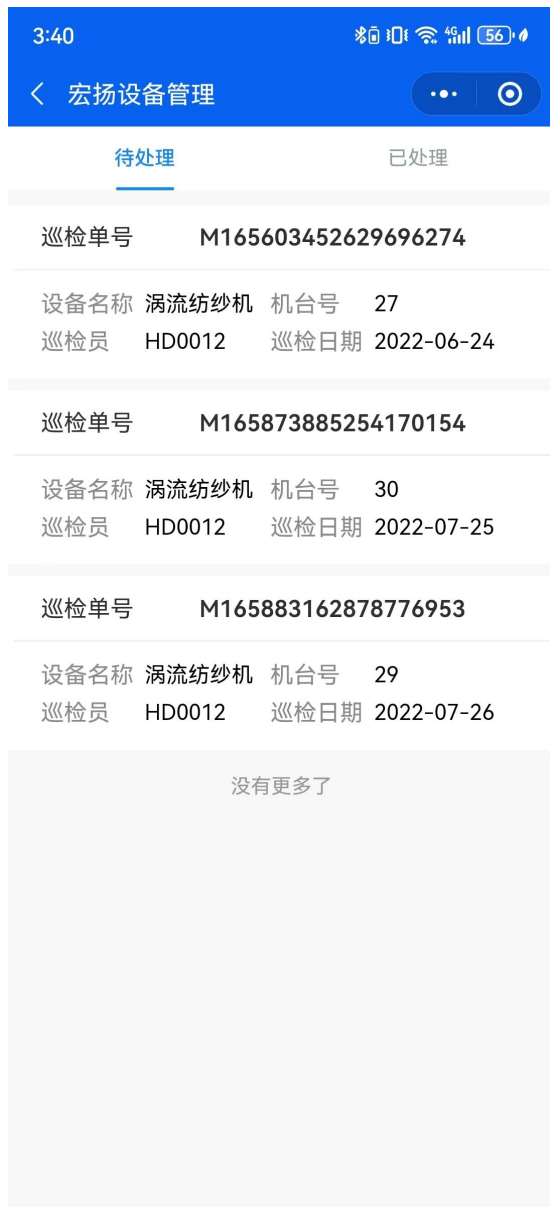 3:40 4G 56
宏扬设备管理
待处理 已处理
巡检单号 M165603452629696274
设备名称 涡流纺纱机 机台号 27
巡检员 HD0012 巡检日期 2022-06-24
巡检单号 M165873885254170154
设备名称 涡流纺纱机 机台号 30
巡检员 HD0012 巡检日期 2022-07-25
巡检单号 M165883162878776953
设备名称 涡流纺纱机 机台号 29
巡检员 HD0012 巡检日期 2022-07-26
没有更多了